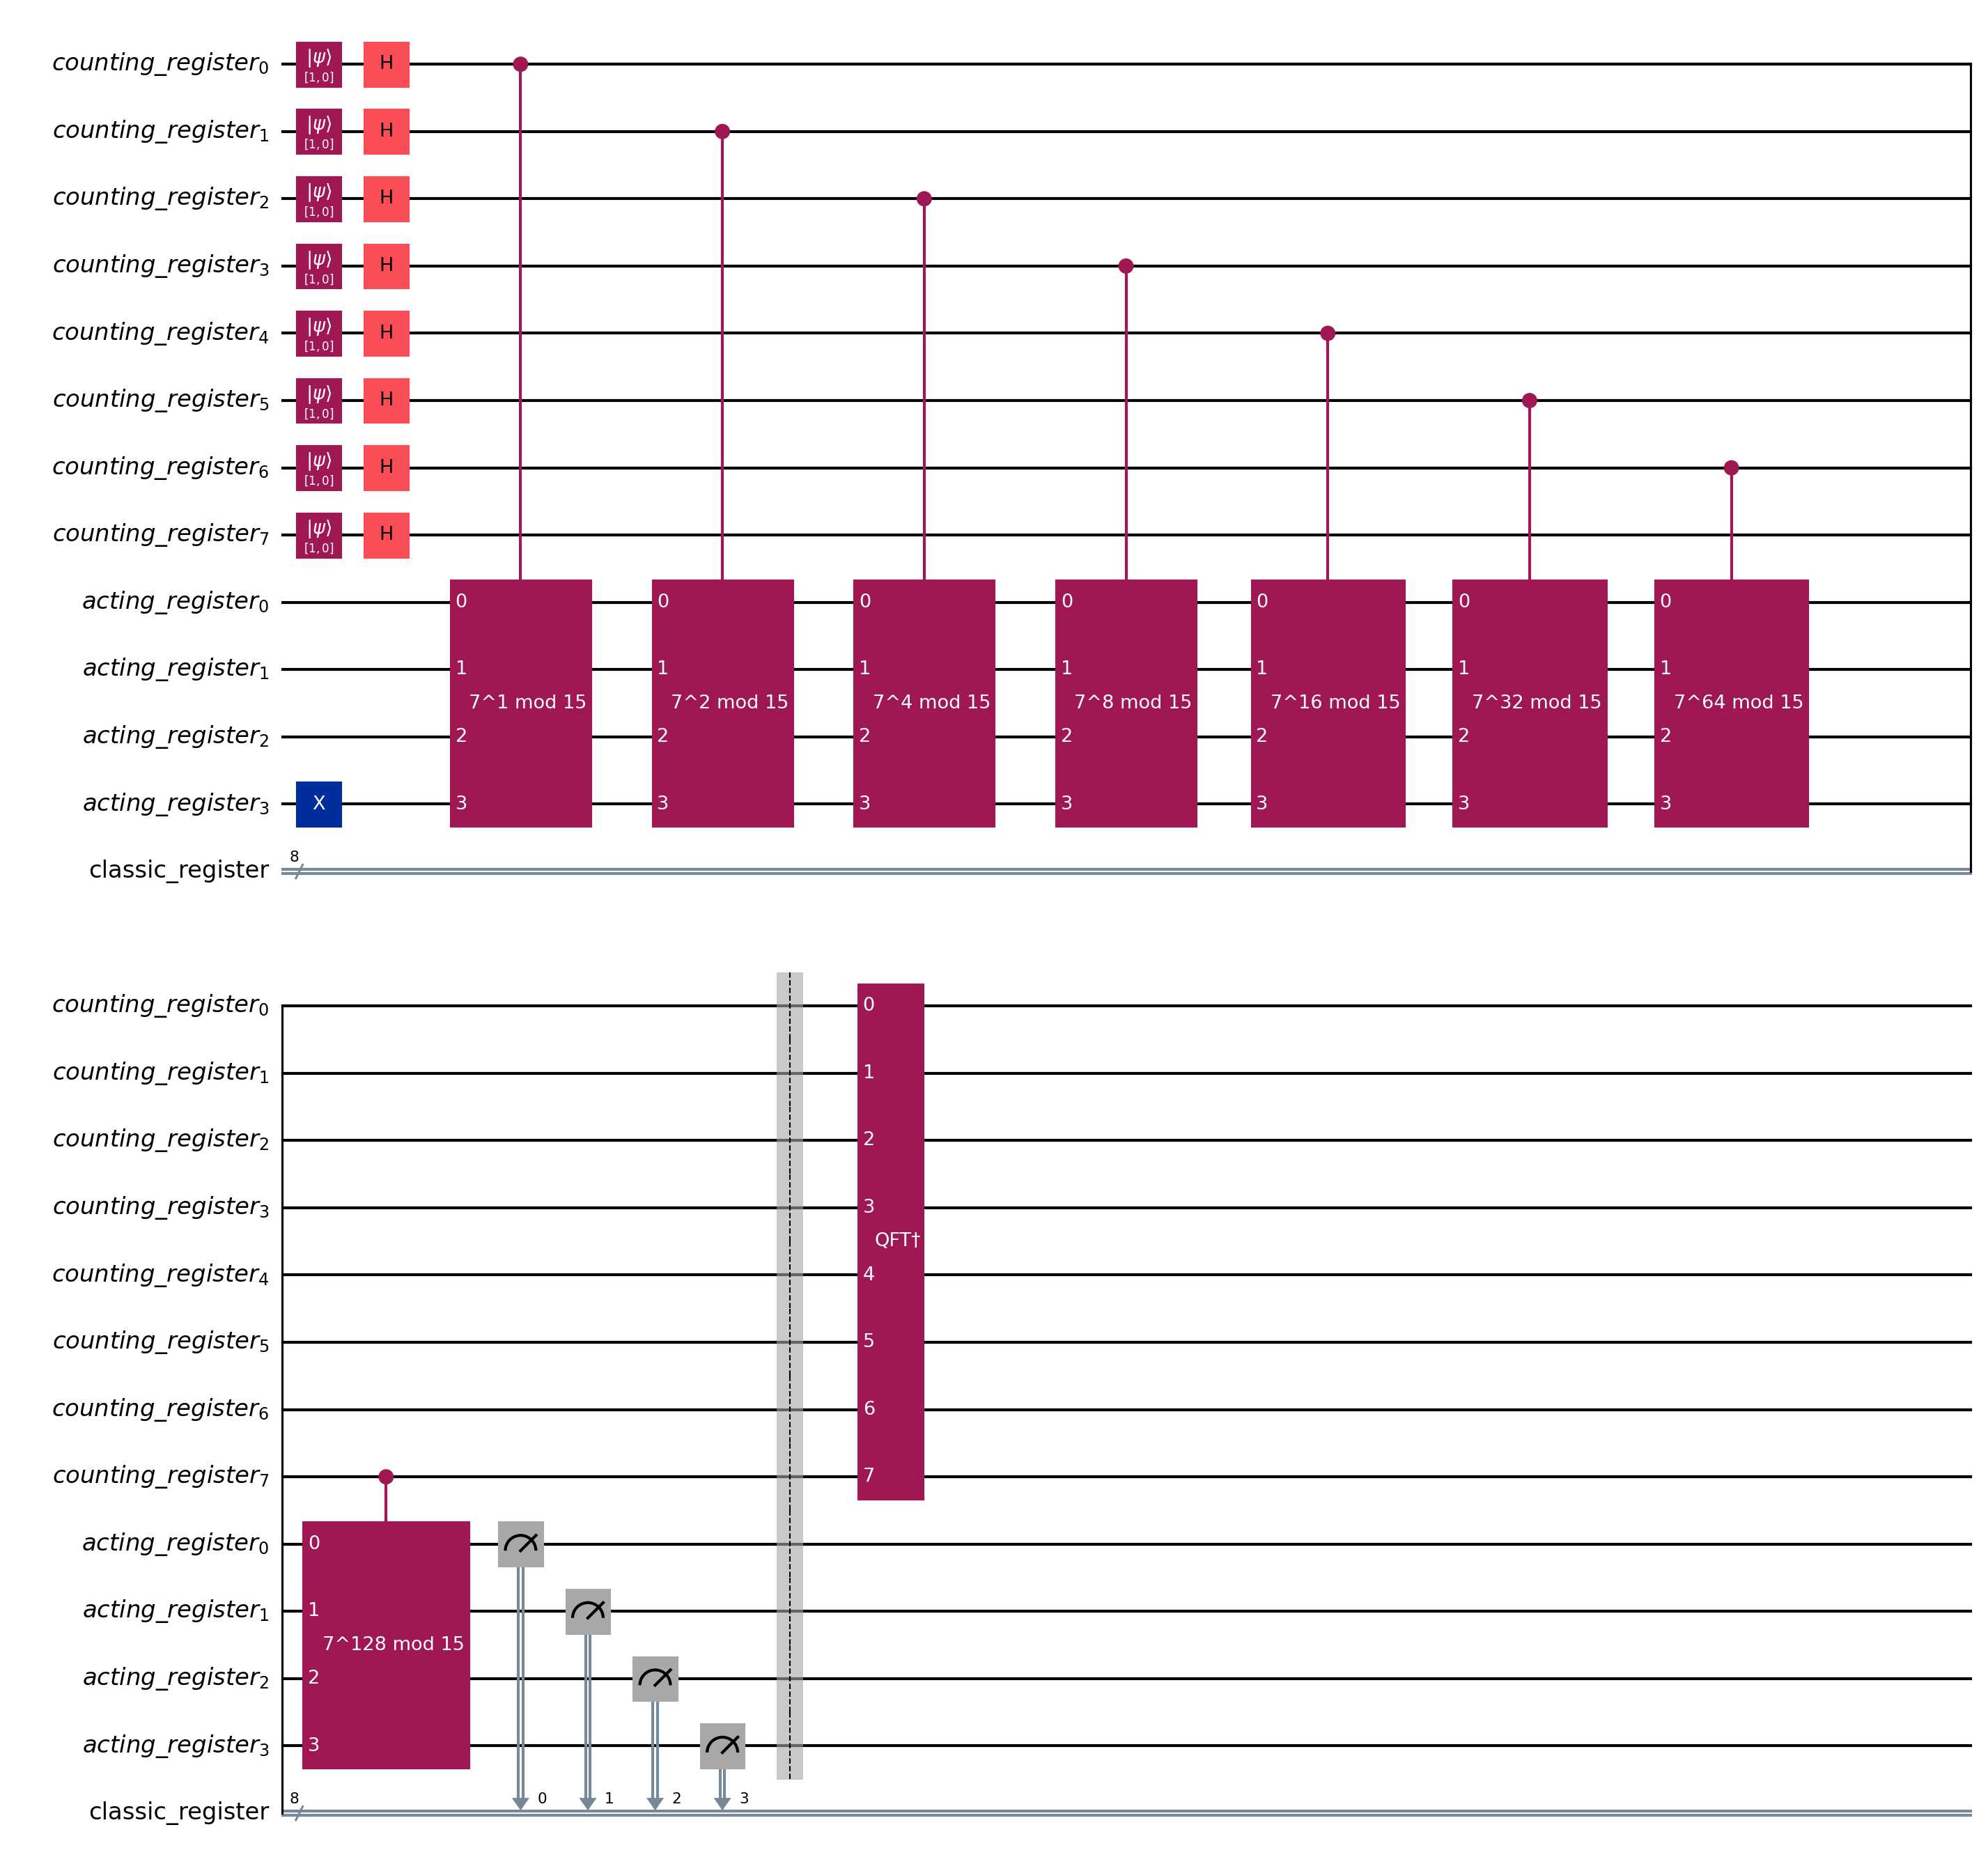 counting_register0 |ψ⟩ [1, 0] H
counting_register1 |ψ⟩ [1, 0] H
counting_register2 |ψ⟩ [1, 0] H
counting_register3 |ψ⟩ [1, 0] H
counting_register4 |ψ⟩ [1, 0] H
counting_register5 |ψ⟩ [1, 0] H
counting_register6 |ψ⟩ [1, 0] H
counting_register7 |ψ⟩ [1, 0] H
acting_register0 0 0 0 0 0 0 0
acting_register1 1 1 1 1 1 1 1
7^1 mod 15 7^2 mod 15 7^4 mod 15 7^8 mod 15 7^16 mod 15 7^32 mod 15 7^64 mod 15
acting_register2 2 2 2 2 2 2 2
acting_register3 X 3 3 3 3 3 3 3
classic_register 8
counting_register0 0
counting_register1 1
counting_register2 2
counting_register3 3
QFT†
counting_register4 4
counting_register5 5
counting_register6 6
counting_register7 7
acting_register0 0
acting_register1 1
7^128 mod 15
acting_register2 2
acting_register3 3
classic_register 8 0 1 2 3